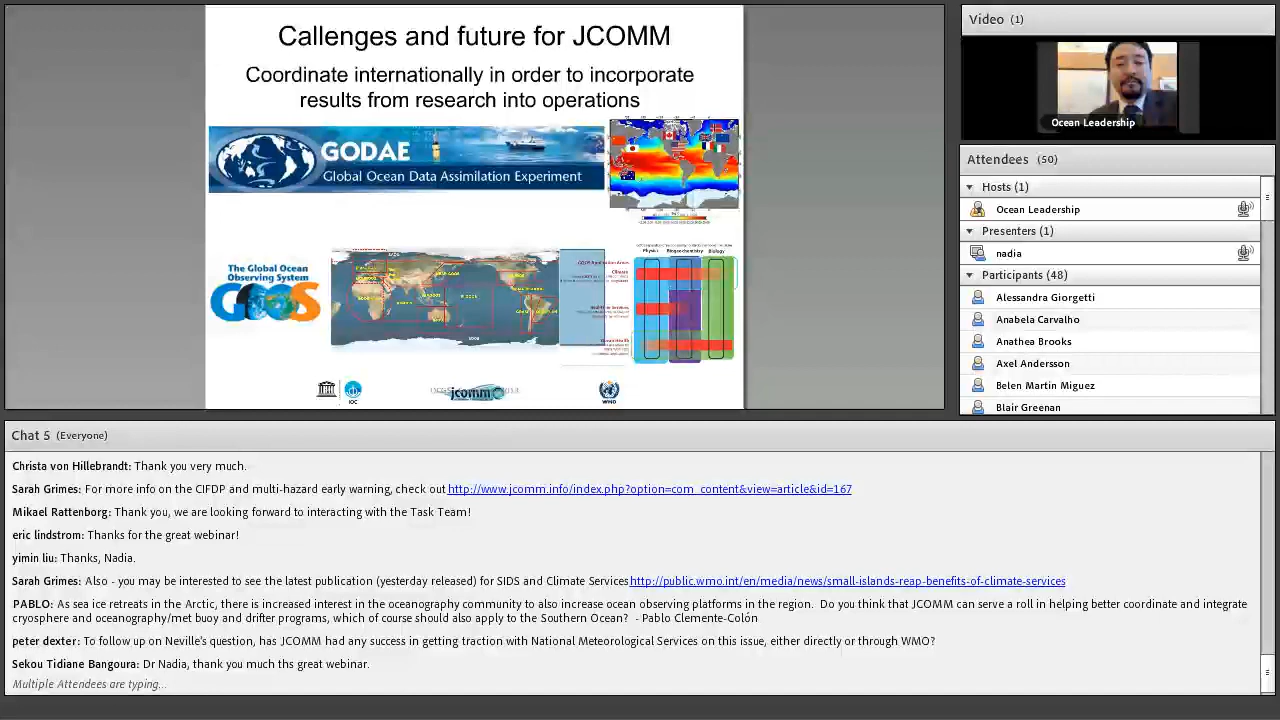 Callenges and future for JCOMM
Coordinate internationally in order to incorporate
results from research into operations
GODAE
Global Ocean Data Assimilation Experiment
The Global Ocean
Observing System
GOOS
Physics Biogeochemistry Biology
GOOS Application Areas
Climate
Ocean Health
IOC
jcomm
WMO
Video (1)
Ocean Leadership
Attendees (50)
Hosts (1)
Ocean Leadership
Presenters (1)
nadia
Participants (48)
Alessandra Giorgetti
Anabela Carvalho
Anathea Brooks
Axel Andersson
Belen Martin Miguez
Blair Greenan
Chat 5 (Everyone)
Christa von Hillebrandt: Thank you very much.
Sarah Grimes: For more info on the CIFDP and multi-hazard early warning, check out http://www.jcomm.info/index.php?option=com_content&view=article&id=167
Mikael Rattenborg: Thank you, we are looking forward to interacting with the Task Team!
eric lindstrom: Thanks for the great webinar!
yimin liu: Thanks, Nadia.
Sarah Grimes: Also - you may be interested to see the latest publication (yesterday released) for SIDS and Climate Services http://public.wmo.int/en/media/news/small-islands-reap-benefits-of-climate-services
PABLO: As sea ice retreats in the Arctic, there is increased interest in the oceanography community to also increase ocean observing platforms in the region. Do you think that JCOMM can serve a roll in helping better coordinate and integrate
cryosphere and oceanography/met buoy and drifter programs, which of course should also apply to the Southern Ocean? - Pablo Clemente-Colón
peter dexter: To follow up on Neville's question, has JCOMM had any success in getting traction with National Meteorological Services on this issue, either directly or through WMO?
Sekou Tidiane Bangoura: Dr Nadia, thank you much ths great webinar.
Multiple Attendees are typing...